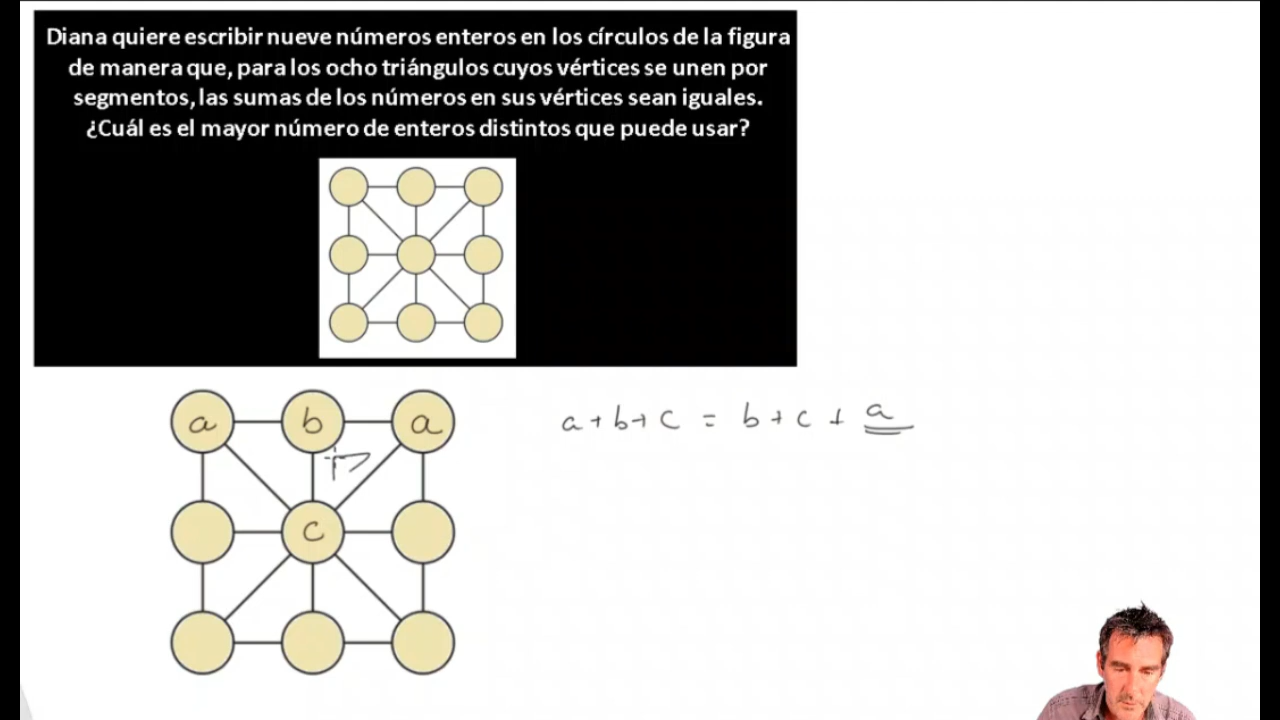 Diana quiere escribir nueve números enteros en los círculos de la figura
de manera que, para los ocho triángulos cuyos vértices se unen por
segmentos, las sumas de los números en sus vértices sean iguales.
¿Cuál es el mayor número de enteros distintos que puede usar?
a b a
a + b + c = b + c + a
c